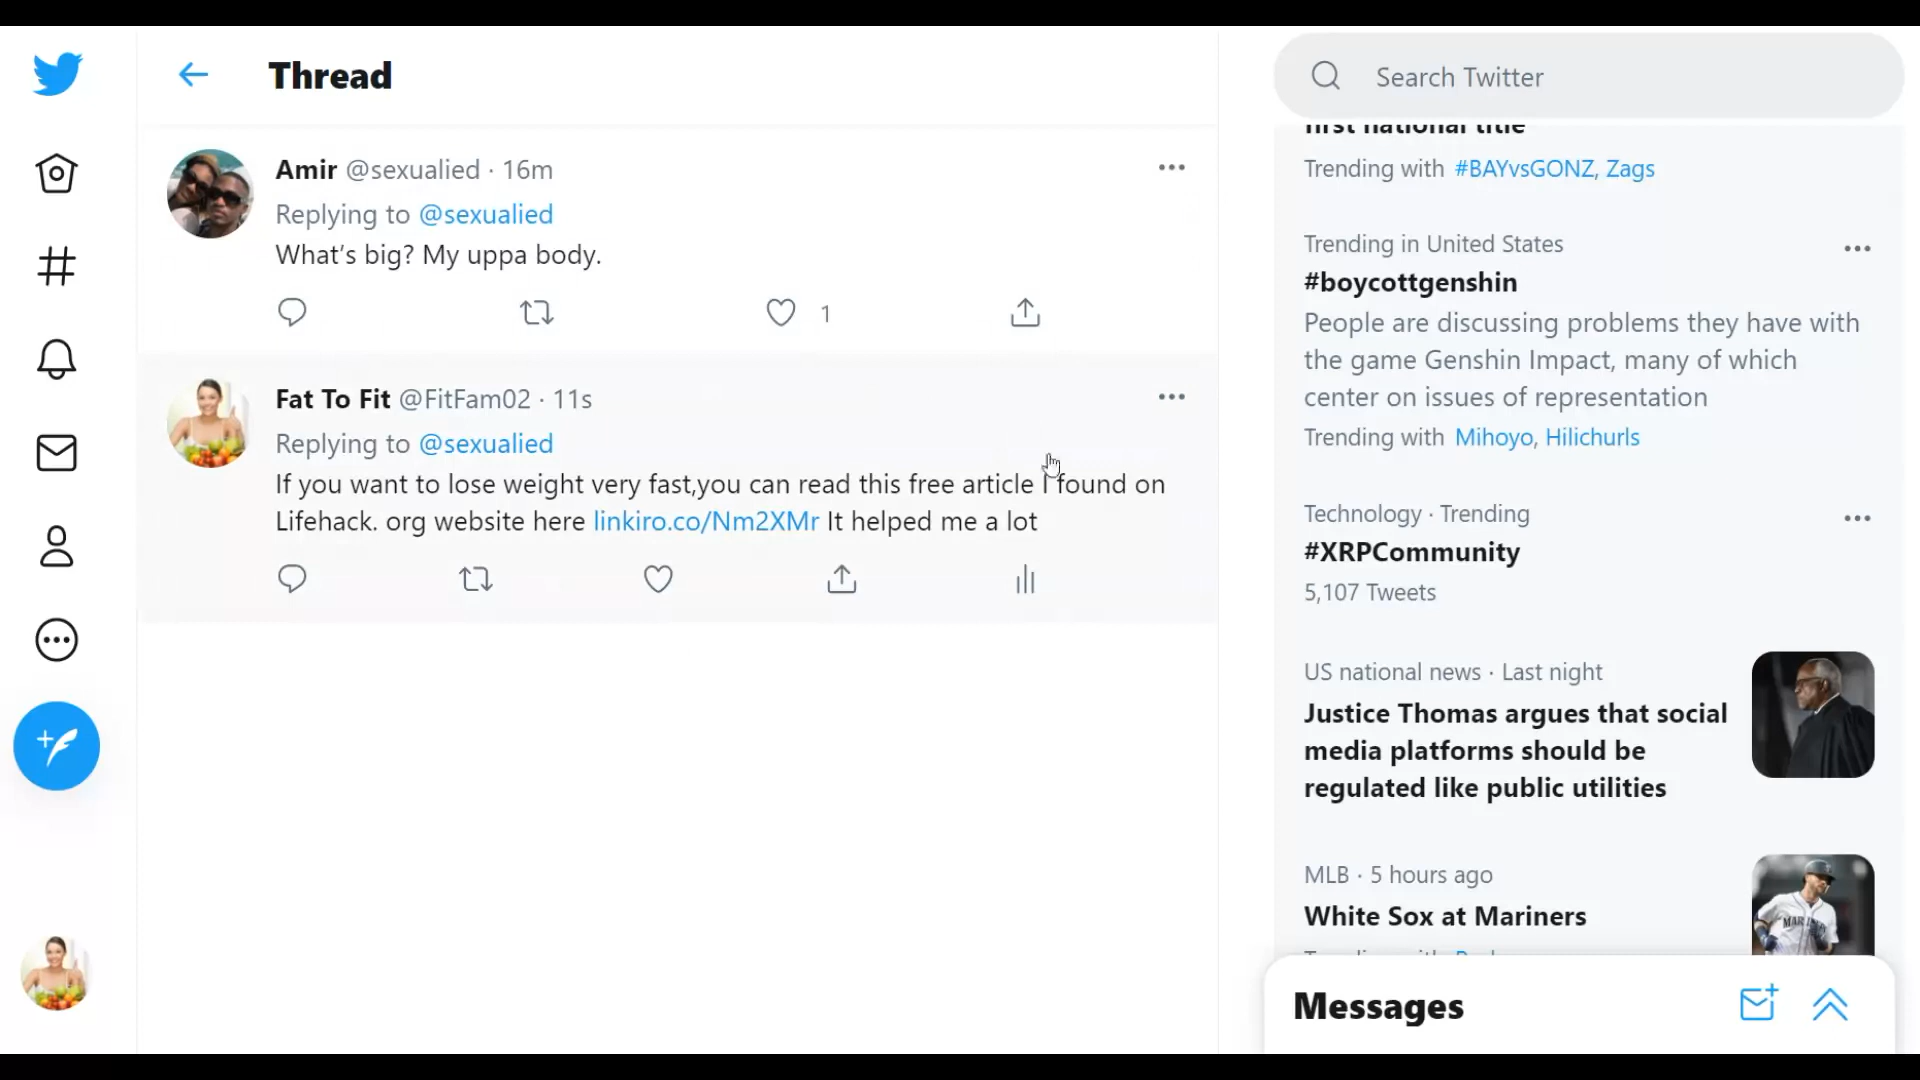 Thread
Amir @sexualied · 16m
Replying to @sexualied
What's big? My uppa body.
1
Fat To Fit @FitFam02 · 11s
Replying to @sexualied
If you want to lose weight very fast,you can read this free article I found on
Lifehack. org website here linkiro.co/Nm2XMr It helped me a lot
Search Twitter
first national title
Trending with #BAYvsGONZ, Zags
Trending in United States
#boycottgenshin
People are discussing problems they have with
the game Genshin Impact, many of which
center on issues of representation
Trending with Mihoyo, Hilichurls
Technology · Trending
#XRPCommunity
5,107 Tweets
US national news · Last night
Justice Thomas argues that social
media platforms should be
regulated like public utilities
MLB · 5 hours ago
White Sox at Mariners
Messages